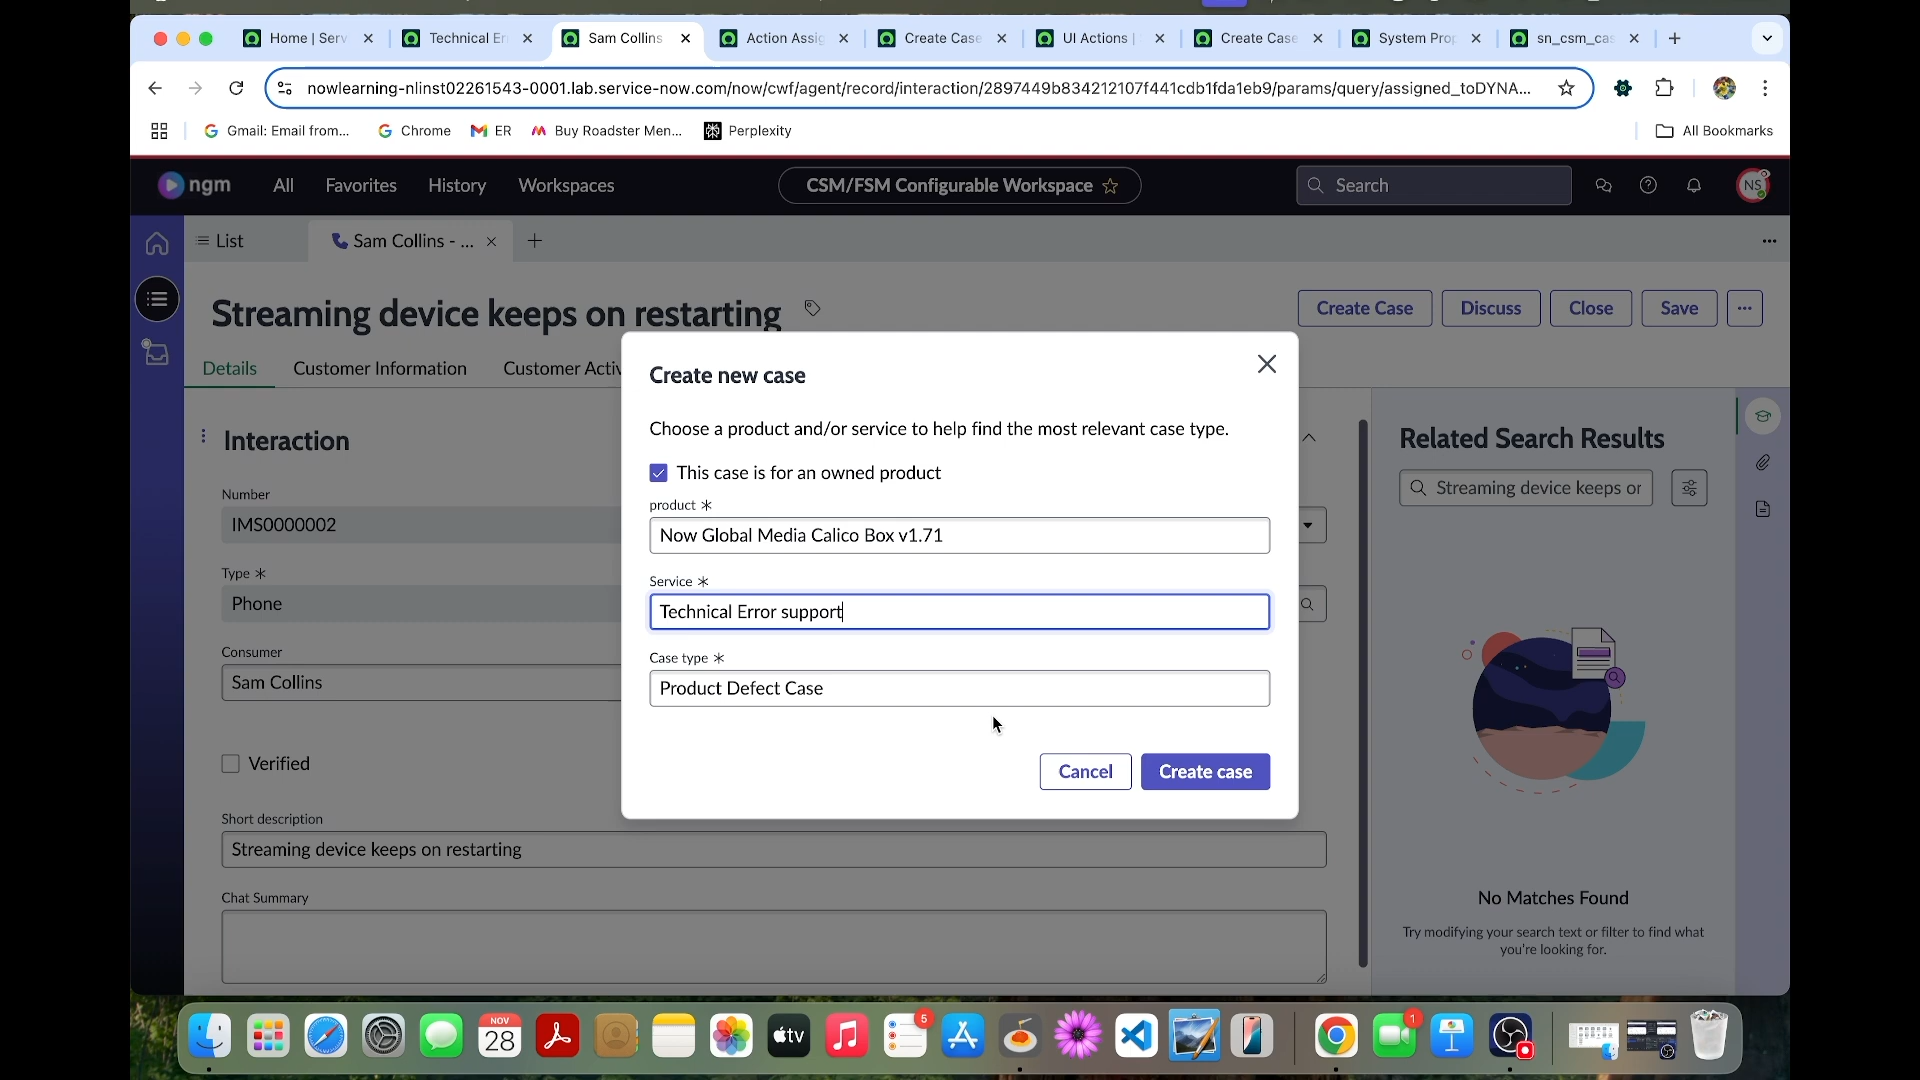 Home | Serv
Technical Er
Sam Collins
Action Assig
Create Case
UI Actions |
Create Case
System Prop
sn_csm_cas
nowlearning-nlinst02261543-0001.lab.service-now.com/now/cwf/agent/record/interaction/2897449b834212107f441cdb1fda1eb9/params/query/assigned_toDYNA...
Gmail: Email from...
Chrome
ER
Buy Roadster Men...
Perplexity
All Bookmarks
ngm
All
Favorites
History
Workspaces
CSM/FSM Configurable Workspace
Search
NS
List
Sam Collins - ...
Streaming device keeps on restarting
Create Case
Discuss
Close
Save
Details
Customer Information
Customer Activ
Create new case
Choose a product and/or service to help find the most relevant case type.
This case is for an owned product
product *
Now Global Media Calico Box v1.71
Service *
Technical Error support
Case type *
Product Defect Case
Cancel
Create case
Interaction
Number
IMS0000002
Type *
Phone
Consumer
Sam Collins
Verified
Short description
Streaming device keeps on restarting
Chat Summary
Related Search Results
Streaming device keeps or
No Matches Found
Try modifying your search text or filter to find what
you're looking for.
NOV
28
tv
5
1